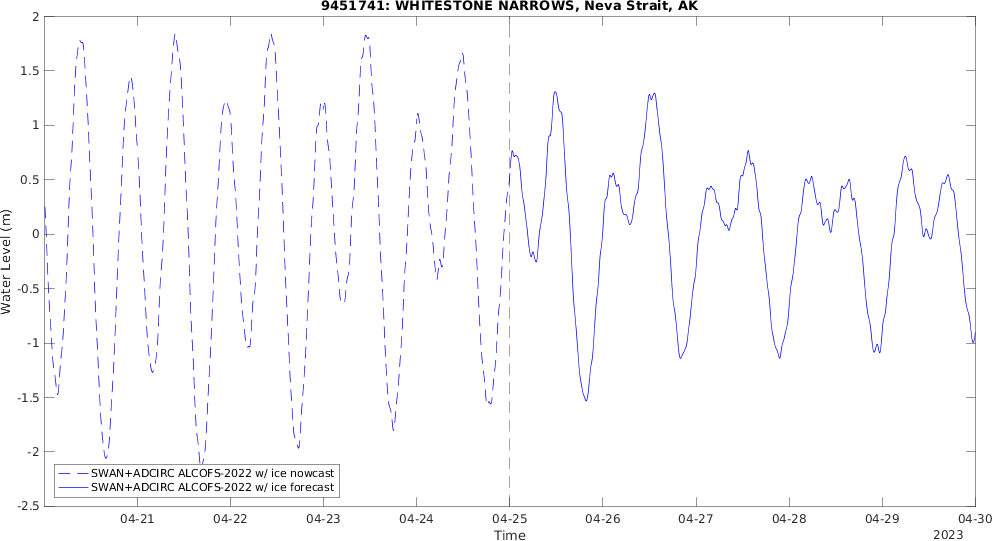 9451741: WHITESTONE NARROWS, Neva Strait, AK
Water Level (m)
2
1.5
1
0.5
0
-0.5
-1
-1.5
-2
-2.5
SWAN+ADCIRC ALCOFS-2022 w/ ice nowcast
SWAN+ADCIRC ALCOFS-2022 w/ ice forecast
04-21 04-22 04-23 04-24 04-25 04-26 04-27 04-28 04-29 04-30
Time
2023